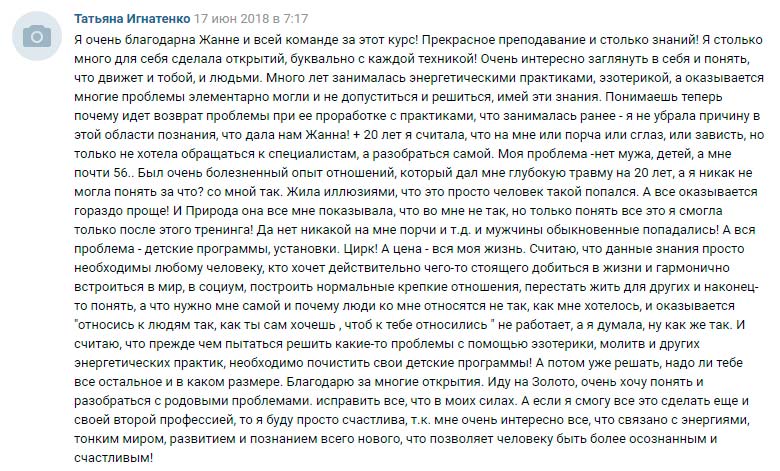 Татьяна Игнатенко 17 июн 2018 в 7:17
Я очень благодарна Жанне и всей команде за этот курс! Прекрасное преподавание и столько знаний! Я столько
много для себя сделала открытий, буквально с каждой техникой! Очень интересно заглянуть в себя и понять,
что движет и тобой, и людьми. Много лет занималась энергетическими практиками, эзотерикой, а оказывается
многие проблемы элементарно могли и не допуститься и решиться, имей эти знания. Понимаешь теперь
почему идет возврат проблемы при ее проработке с практиками, что занималась ранее - я не убрала причину в
этой области познания, что дала нам Жанна! + 20 лет я считала, что на мне или порча или сглаз, или зависть, но
только не хотела обращаться к специалистам, а разобраться самой. Моя проблема -нет мужа, детей, а мне
почти 56.. Был очень болезненный опыт отношений, который дал мне глубокую травму на 20 лет, а я никак не
могла понять за что? со мной так. Жила иллюзиями, что это просто человек такой попался. А все оказывается
гораздо проще! И Природа она все мне показывала, что во мне не так, но только понять все это я смогла
только после этого тренинга! Да нет никакой на мне порчи и т.д. и мужчины обыкновенные попадались! А вся
проблема - детские программы, установки. Цирк! А цена - вся моя жизнь. Считаю, что данные знания просто
необходимы любому человеку, кто хочет действительно чего-то стоящего добиться в жизни и гармонично
встроиться в мир, в социум, построить нормальные крепкие отношения, перестать жить для других и наконец-
то понять, а что нужно мне самой и почему люди ко мне относятся не так, как мне хотелось, и оказывается
"относись к людям так, как ты сам хочешь , чтоб к тебе относились " не работает, а я думала, ну как же так. И
считаю, что прежде чем пытаться решить какие-то проблемы с помощью эзотерики, молитв и других
энергетических практик, необходимо почистить свои детские программы! А потом уже решать, надо ли тебе
все остальное и в каком размере. Благодарю за многие открытия. Иду на Золото, очень хочу понять и
разобраться с родовыми проблемами. исправить все, что в моих силах. А если я смогу все это сделать еще и
своей второй профессией, то я буду просто счастлива, т.к. мне очень интересно все, что связано с энергиями,
тонким миром, развитием и познанием всего нового, что позволяет человеку быть более осознанным и
счастливым!